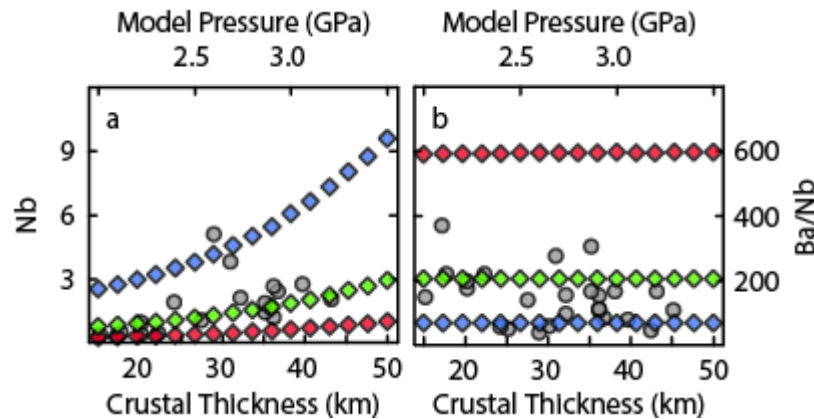 Model Pressure (GPa) Model Pressure (GPa)
2.5 3.0 2.5 3.0
a b
9 600
6 400
3 200
Nb Ba/Nb
20 30 40 50 20 30 40 50
Crustal Thickness (km) Crustal Thickness (km)